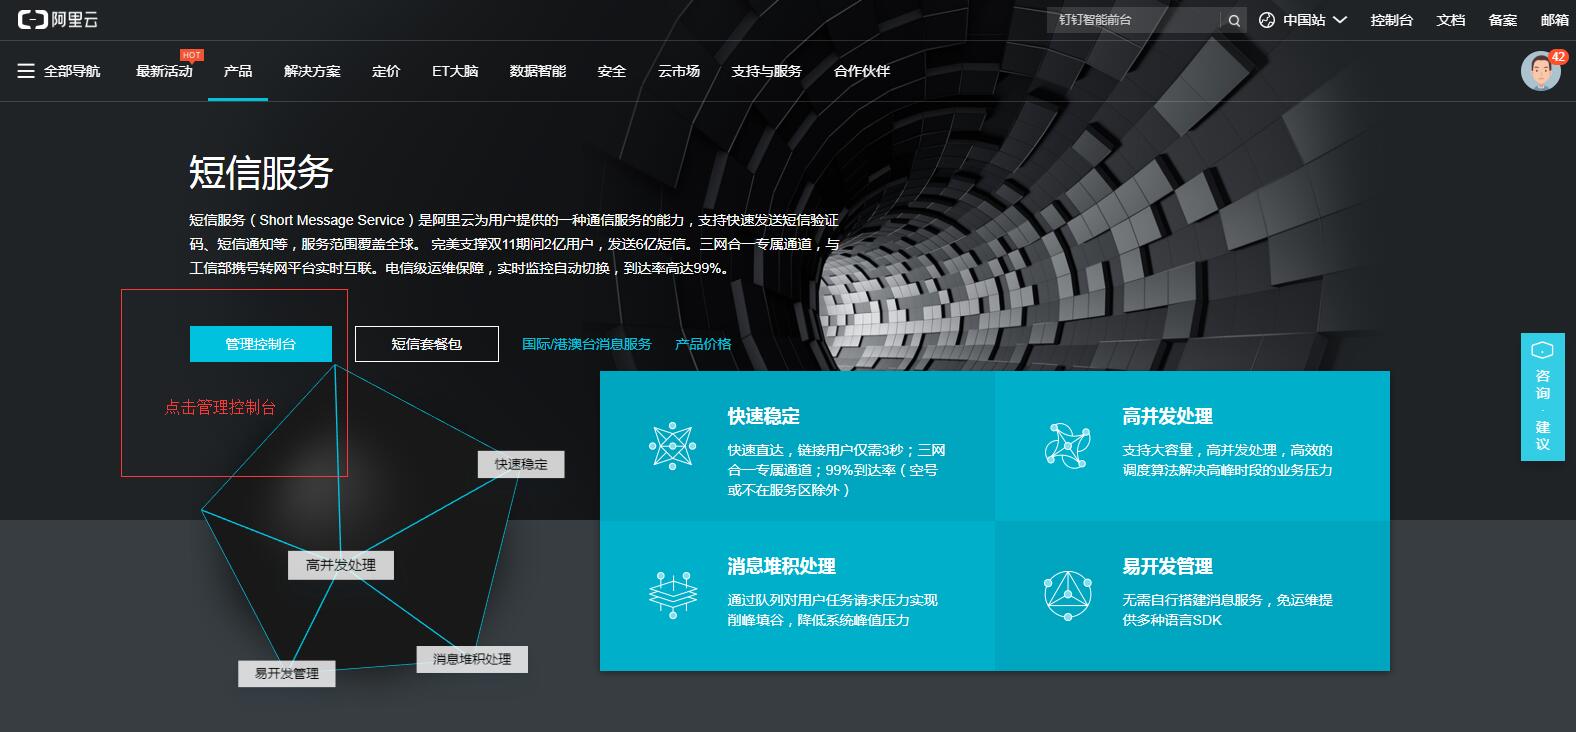 阿里云
钉钉智能前台
中国站
控制台
文档
备案
邮箱
全部导航
最新活动
HOT
产品
解决方案
定价
ET大脑
数据智能
安全
云市场
支持与服务
合作伙伴
42
短信服务
短信服务（Short Message Service）是阿里云为用户提供的一种通信服务的能力，支持快速发送短信验证
码、短信通知等，服务范围覆盖全球。 完美支撑双11期间2亿用户，发送6亿短信。三网合一专属通道，与
工信部携号转网平台实时互联。电信级运维保障，实时监控自动切换，到达率高达99%。
管理控制台
短信套餐包
国际/港澳台消息服务
产品价格
点击管理控制台
快速稳定
高并发处理
消息堆积处理
易开发管理
快速稳定
快速直达，链接用户仅需3秒；三网
合一专属通道；99%到达率（空号
或不在服务区除外）
高并发处理
支持大容量，高并发处理，高效的
调度算法解决高峰时段的业务压力
消息堆积处理
通过队列对用户任务请求压力实现
削峰填谷，降低系统峰值压力
易开发管理
无需自行搭建消息服务，免运维提
供多种语言SDK
咨询·建议